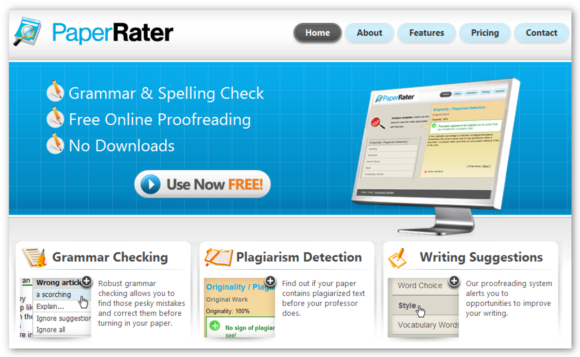 PaperRater
Home
About
Features
Pricing
Contact
Grammar & Spelling Check
Free Online Proofreading
No Downloads
Use Now FREE!
PaperRater
Grammar Checking
Wrong artic
a scorching
Explain...
Ignore suggestion
Ignore all
Robust grammar
checking allows you to
find those pesky mistakes
and correct them before
turning in your paper.
Plagiarism Detection
Originality / Plag
Original Work
Originality: 100%
No sign of plagiar
see!
Find out if your paper
contains plagiarized text
before your professor
does.
Writing Suggestions
Word Choice
Style
Vocabulary Words
Our proofreading system
alerts you to
opportunities to improve
your writing.